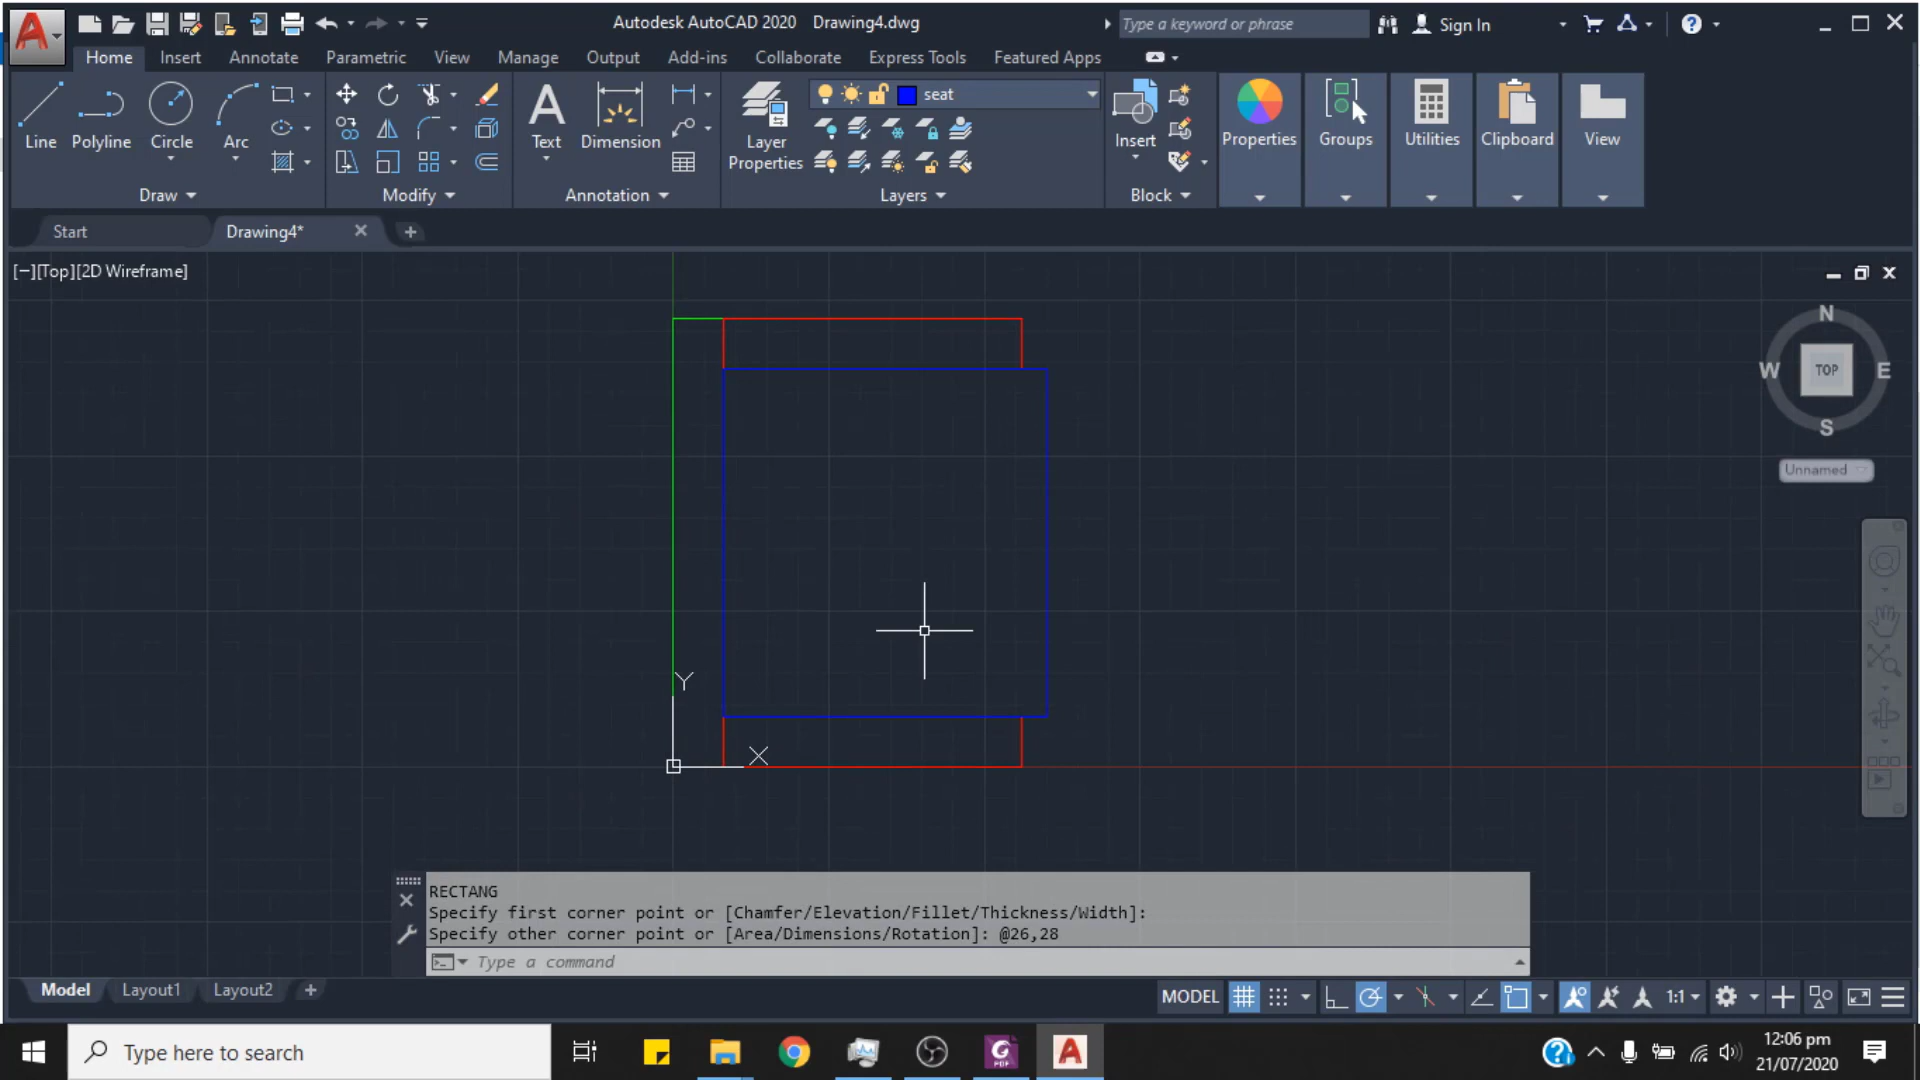 Autodesk AutoCAD 2020 Drawing4.dwg
Type a keyword or phrase
Sign In
Home Insert Annotate Parametric View Manage Output Add-ins Collaborate Express Tools Featured Apps
seat
Line Polyline Circle Arc
Text Dimension
Layer Properties
Insert
Properties Groups Utilities Clipboard View
Draw Modify Annotation Layers Block
Start Drawing4*
[−][Top][2D Wireframe]
N
W TOP E
S
Unnamed
Y
X
RECTANG
Specify first corner point or [Chamfer/Elevation/Fillet/Thickness/Width]:
Specify other corner point or [Area/Dimensions/Rotation]: @26,28
Type a command
Model Layout1 Layout2
MODEL 1:1
Type here to search
12:06 pm
21/07/2020